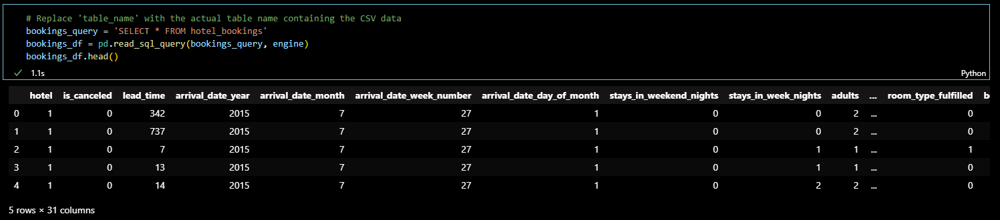 # Replace 'table_name' with the actual table name containing the CSV data
bookings_query = 'SELECT * FROM hotel_bookings'
bookings_df = pd.read_sql_query(bookings_query, engine)
bookings_df.head()
1.1s Python
hotel is_canceled lead_time arrival_date_year arrival_date_month arrival_date_week_number arrival_date_day_of_month stays_in_weekend_nights stays_in_week_nights adults ... room_type_fulfilled
0 1 0 342 2015 7 27 1 0 0 2 ... 0
1 1 0 737 2015 7 27 1 0 0 2 ... 0
2 1 0 7 2015 7 27 1 0 1 1 ... 1
3 1 0 13 2015 7 27 1 0 1 1 ... 0
4 1 0 14 2015 7 27 1 0 2 2 ... 0
5 rows × 31 columns